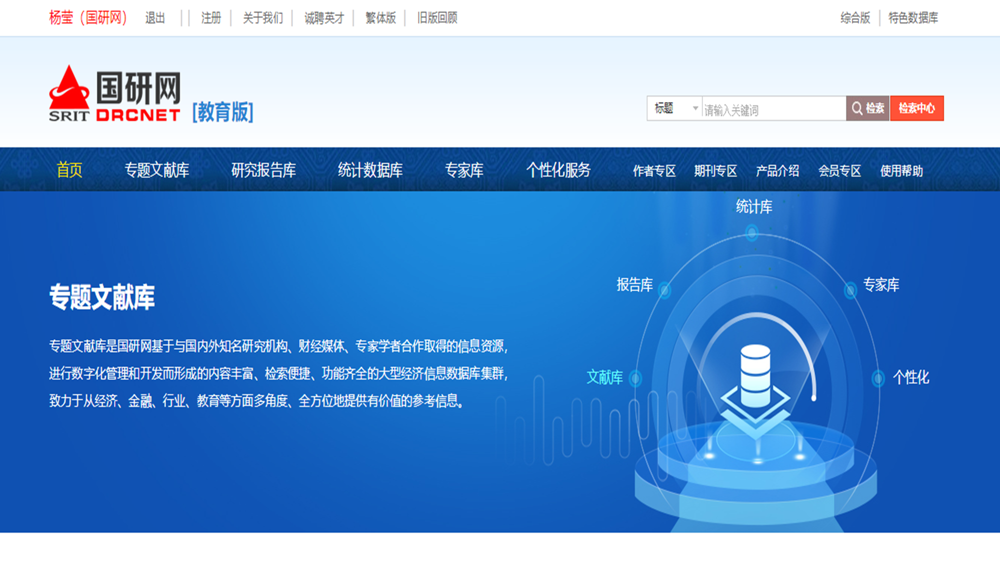 杨莹（国研网） 退出 | | 注册 | 关于我们 | 诚聘英才 | 繁体版 | 旧版回顾 综合版 | 特色数据库
国研网
SRIT DRCNET [教育版]
标题 请输入关键词 检索 检索中心
首页 专题文献库 研究报告库 统计数据库 专家库 个性化服务 作者专区 期刊专区 产品介绍 会员专区 使用帮助
统计库
报告库 专家库
专题文献库
专题文献库是国研网基于与国内外知名研究机构、财经媒体、专家学者合作取得的信息资源，
进行数字化管理和开发而形成的内容丰富、检索便捷、功能齐全的大型经济信息数据库集群，
文献库 个性化
致力于从经济、金融、行业、教育等方面多角度、全方位地提供有价值的参考信息。